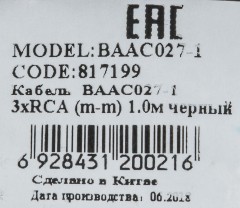 EAC
MODEL:BAAC027-1
CODE:817199
Кабель BAAC027-1
3xRCA (m-m) 1.0м черный
6 928431 200216
Сделано в Китае
Дата производства: 06.2018